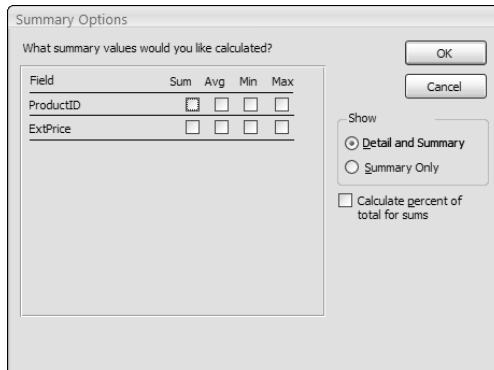 Summary Options
What summary values would you like calculated?
Field Sum Avg Min Max
ProductID
ExtPrice
OK
Cancel
Show
Detail and Summary
Summary Only
Calculate percent of
total for sums